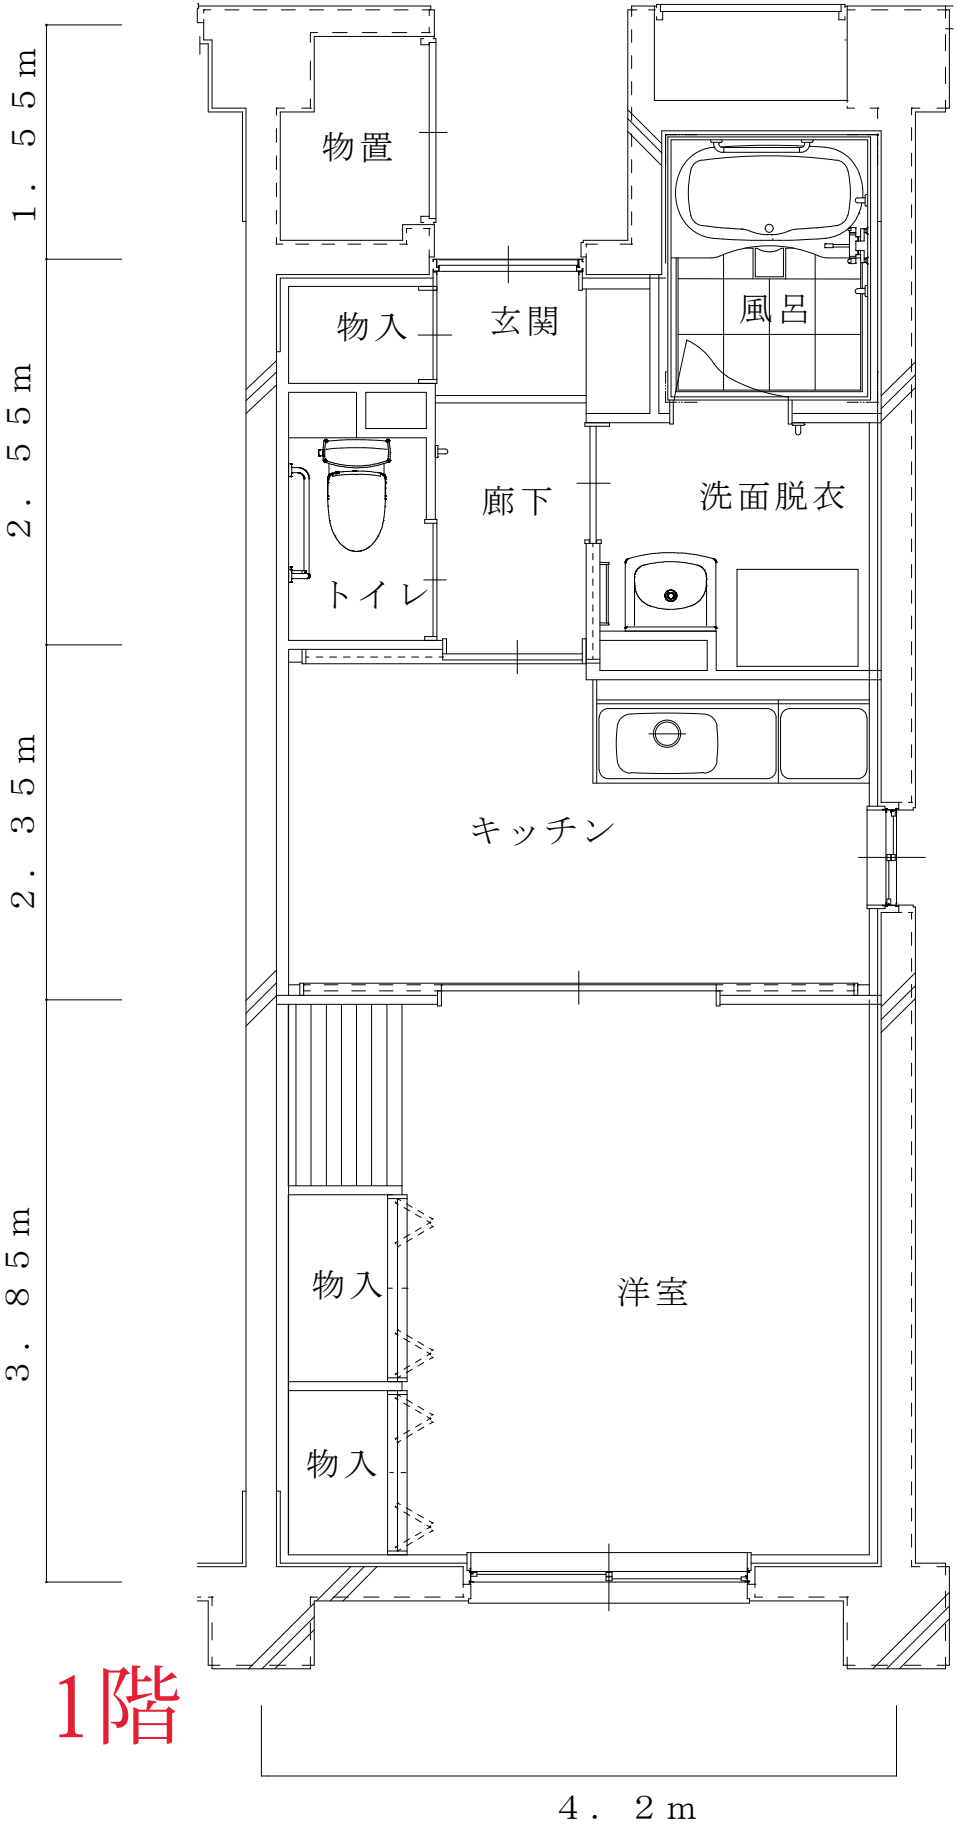 1.55m
物置
玄関
物入
風呂
2.55m
廊下
洗面脱衣
トイレ
2.35m
キッチン
3.85m
物入
洋室
物入
1階
4.2m